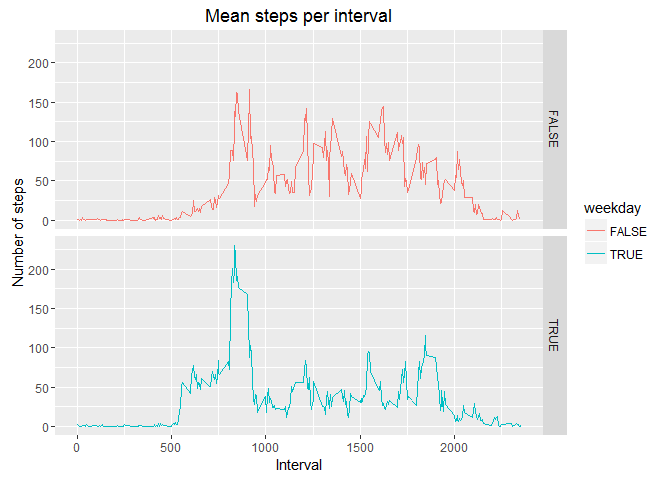 Mean steps per interval
Number of steps
200
150
100
50
0
FALSE
200
150
100
50
0
TRUE
0
500
1000
1500
2000
Interval
weekday
FALSE
TRUE